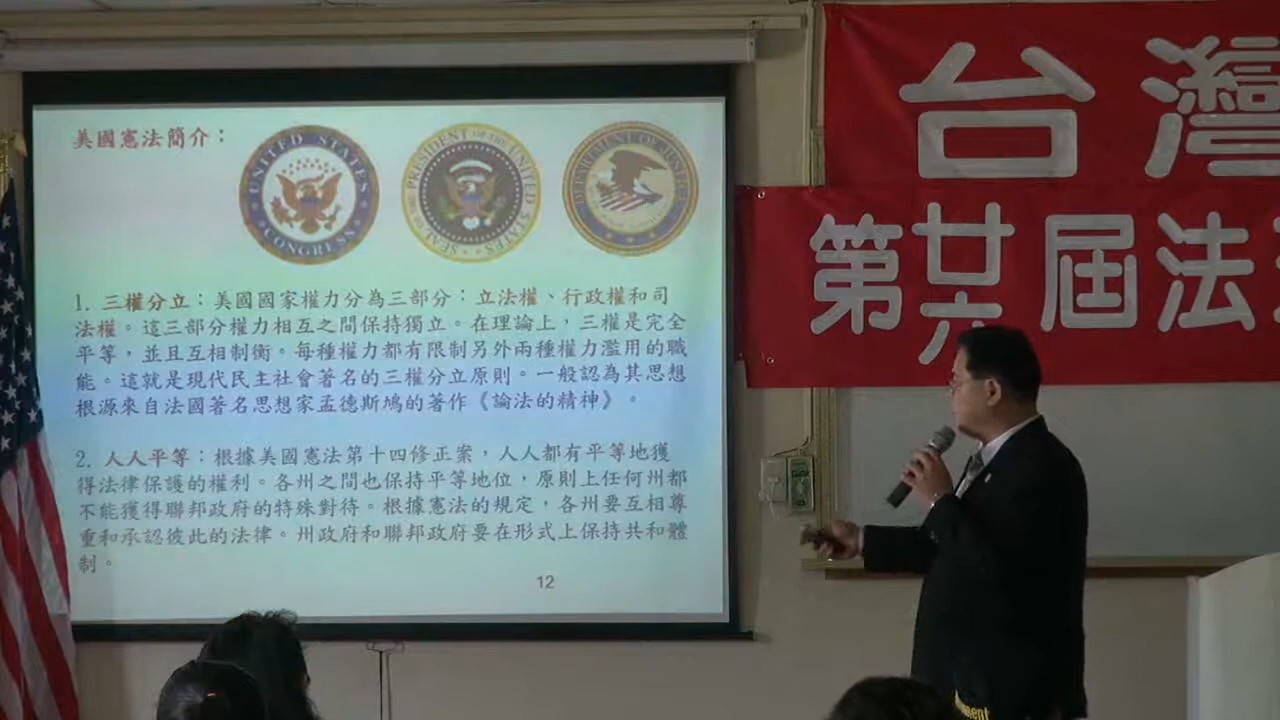 美國憲法簡介：
UNITED STATES CONGRESS
SEAL OF THE PRESIDENT OF THE UNITED STATES
DEPARTMENT OF JUSTICE
1. 三權分立：美國國家權力分為三部分：立法權、行政權和司
法權。這三部分權力相互之間保持獨立。在理論上，三權是完全
平等，並且互相制衡。每種權力都有限制另外兩種權力濫用的職
能。這就是現代民主社會著名的三權分立原則。一般認為其思想
根源來自法國著名思想家孟德斯鳩的著作《論法的精神》。
2. 人人平等：根據美國憲法第十四修正案，人人都有平等地獲
得法律保護的權利。各州之間也保持平等地位，原則上任何州都
不能獲得聯邦政府的特殊對待。根據憲法的規定，各州要互相尊
重和承認彼此的法律。州政府和聯邦政府要在形式上保持共和體
制。
12
台灣
第廿六屆法